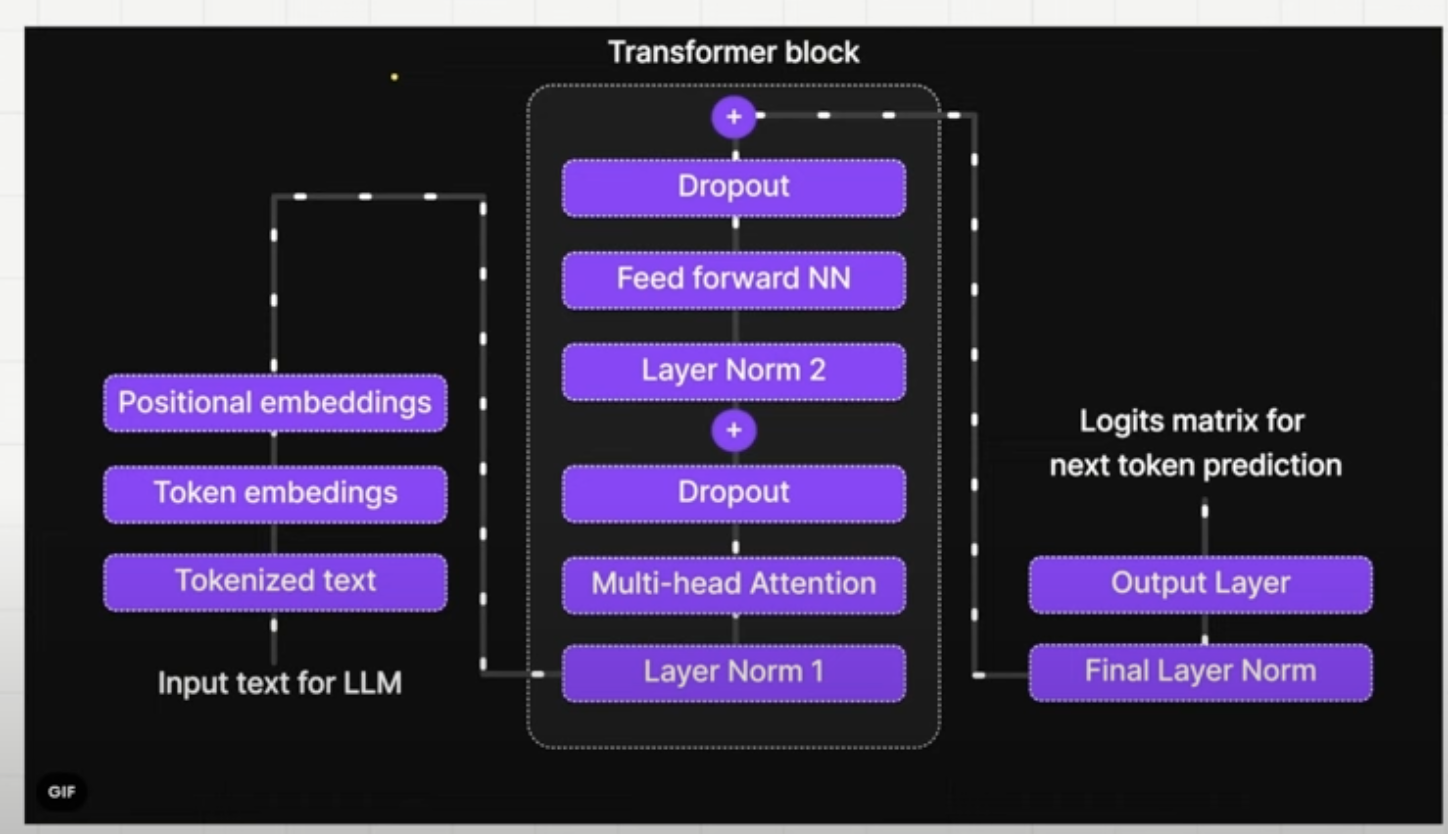 Transformer block
+
Dropout
Feed forward NN
Layer Norm 2
+
Dropout
Multi-head Attention
Layer Norm 1
Positional embeddings
Token embedings
Tokenized text
Input text for LLM
Logits matrix for
next token prediction
Output Layer
Final Layer Norm
GIF